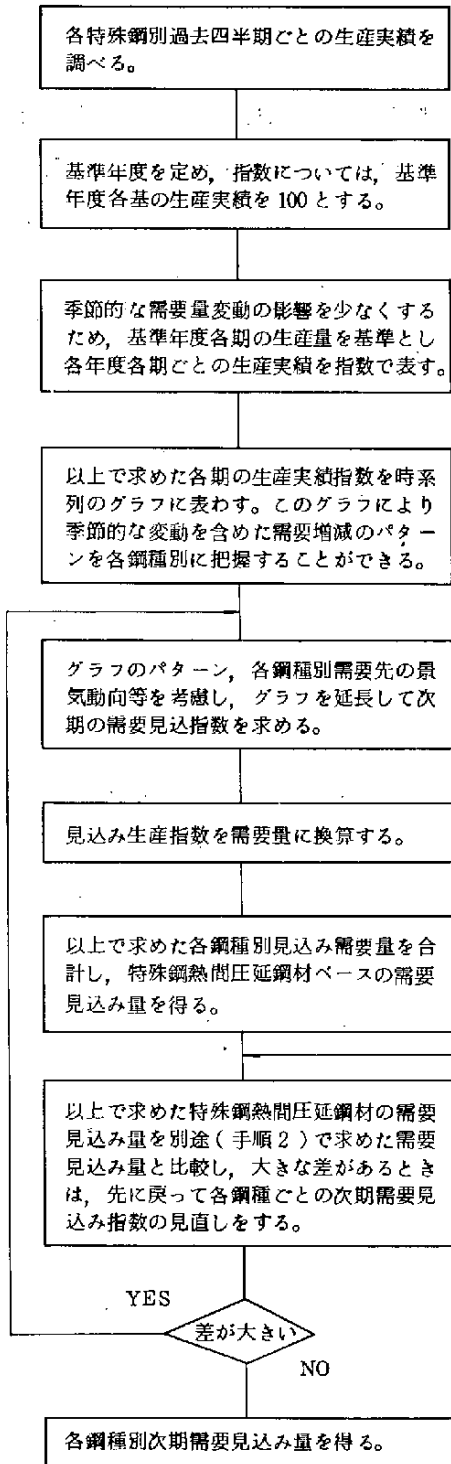 各特殊鋼別過去四半期ごとの生産実績を
調べる。
基準年度を定め，指数については，基準
年度各基の生産実績を100とする。
季節的な需要量変動の影響を少なくする
ため，基準年度各期の生産量を基準とし
各年度各期ごとの生産実績を指数で表す。
以上で求めた各期の生産実績指数を時系
列のグラフに表わす。このグラフにより
季節的な変動を含めた需要増減のパター
ンを各鋼種別に把握することができる。
グラフのパターン，各鋼種別需要先の景
気動向等を考慮し，グラフを延長して次
期の需要見込指数を求める。
見込み生産指数を需要量に換算する。
以上で求めた各鋼種別見込み需要量を合
計し，特殊鋼熱間圧延鋼材ベースの需要
見込み量を得る。
以上で求めた特殊鋼熱間圧延鋼材の需要
見込み量を別途（手順2）で求めた需要
見込み量と比較し，大きな差があるとき
は，先に戻って各鋼種ごとの次期需要見
込み指数の見直しをする。
YES
差が大きい
NO
各鋼種別次期需要見込み量を得る。